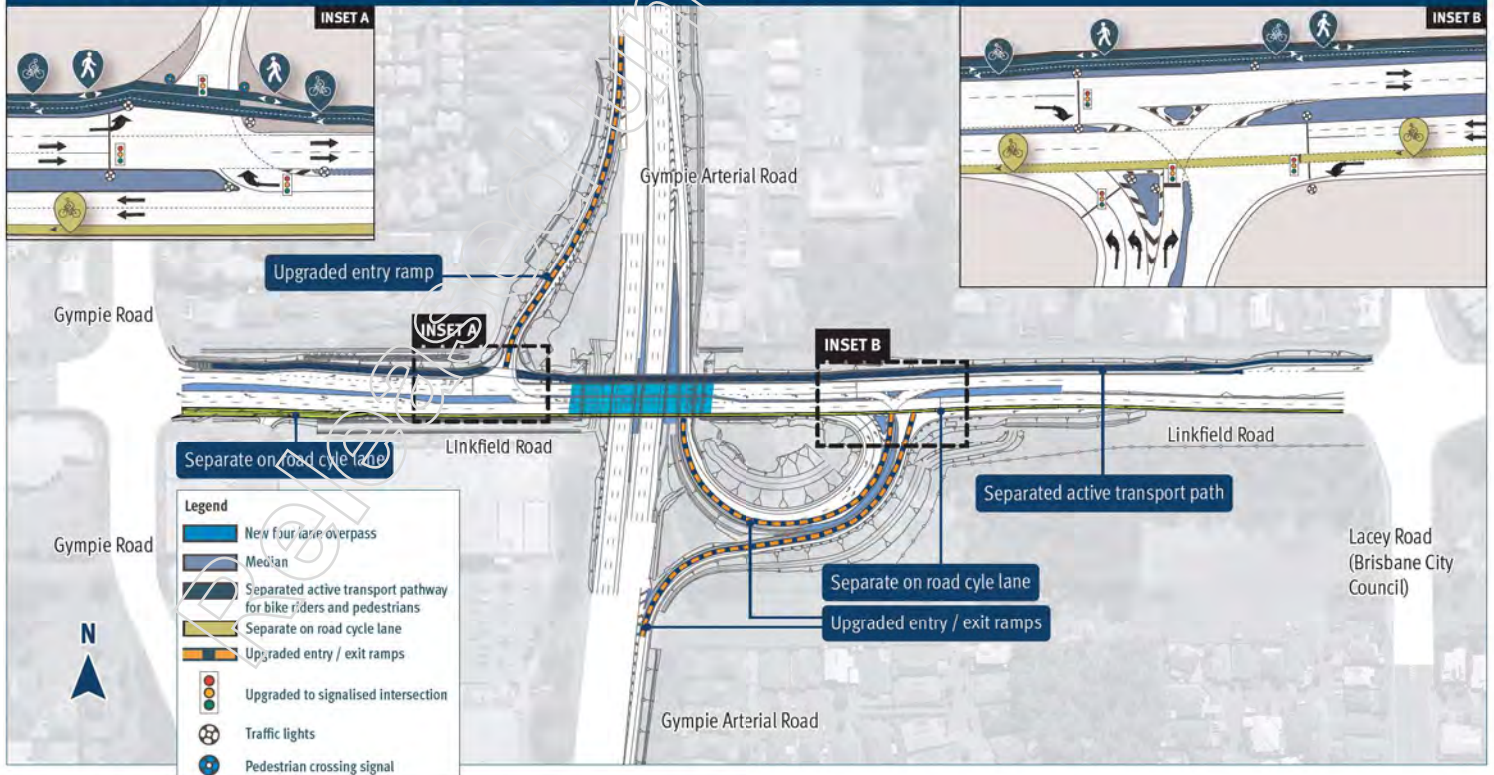 INSET A
INSET B
Gympie Arterial Road
Upgraded entry ramp
Gympie Road
INSET A
INSET B
Separate on road cyle lane
Linkfield Road
Linkfield Road
Separated active transport path
Legend
New four lane overpass
Median
Separated active transport pathway
for bike riders and pedestrians
Separate on road cycle lane
Upgraded entry / exit ramps
Upgraded to signalised intersection
Traffic lights
Pedestrian crossing signal
Gympie Road
N
Separate on road cyle lane
Upgraded entry / exit ramps
Lacey Road
(Brisbane City
Council)
Gympie Arterial Road